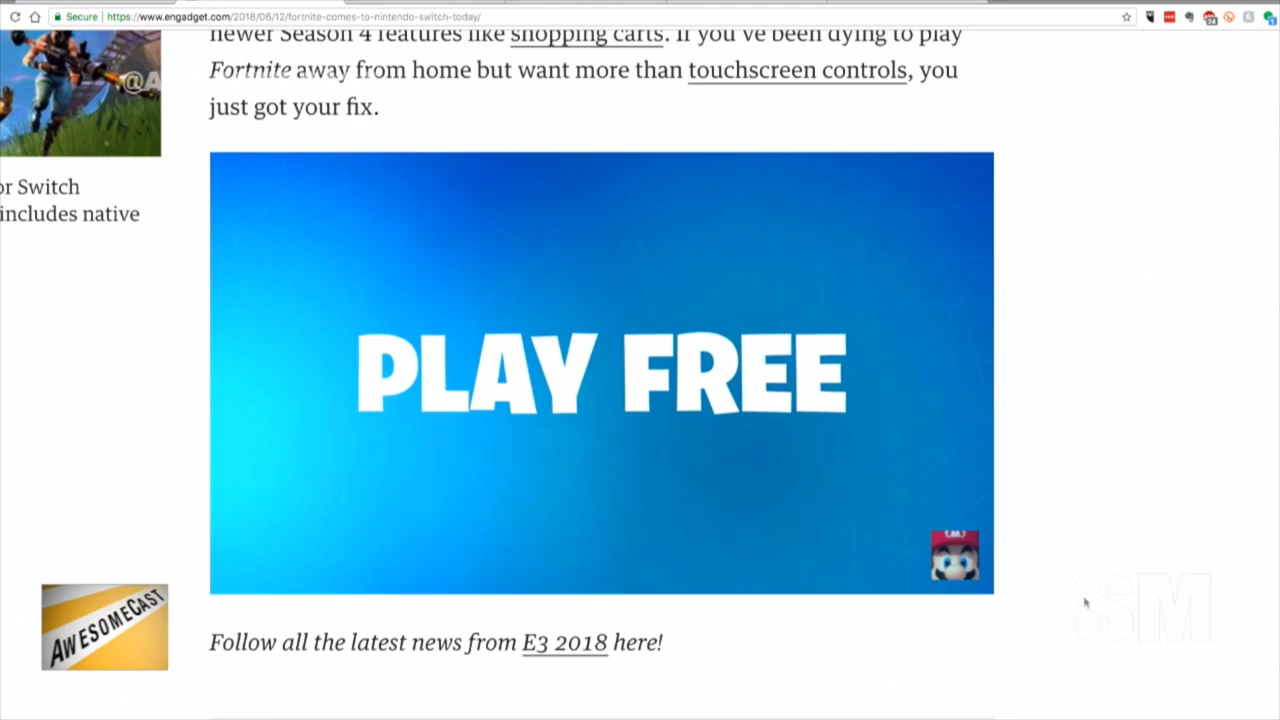 Secure
https://www.engadget.com/2018/06/12/fortnite-comes-to-nintendo-switch-today/
newer Season 4 features like shopping carts. If you've been dying to play
Fortnite away from home but want more than touchscreen controls, you
just got your fix.
@A
or Switch
includes native
PLAY FREE
M
AWESOMECAST
SM
Follow all the latest news from E3 2018 here!